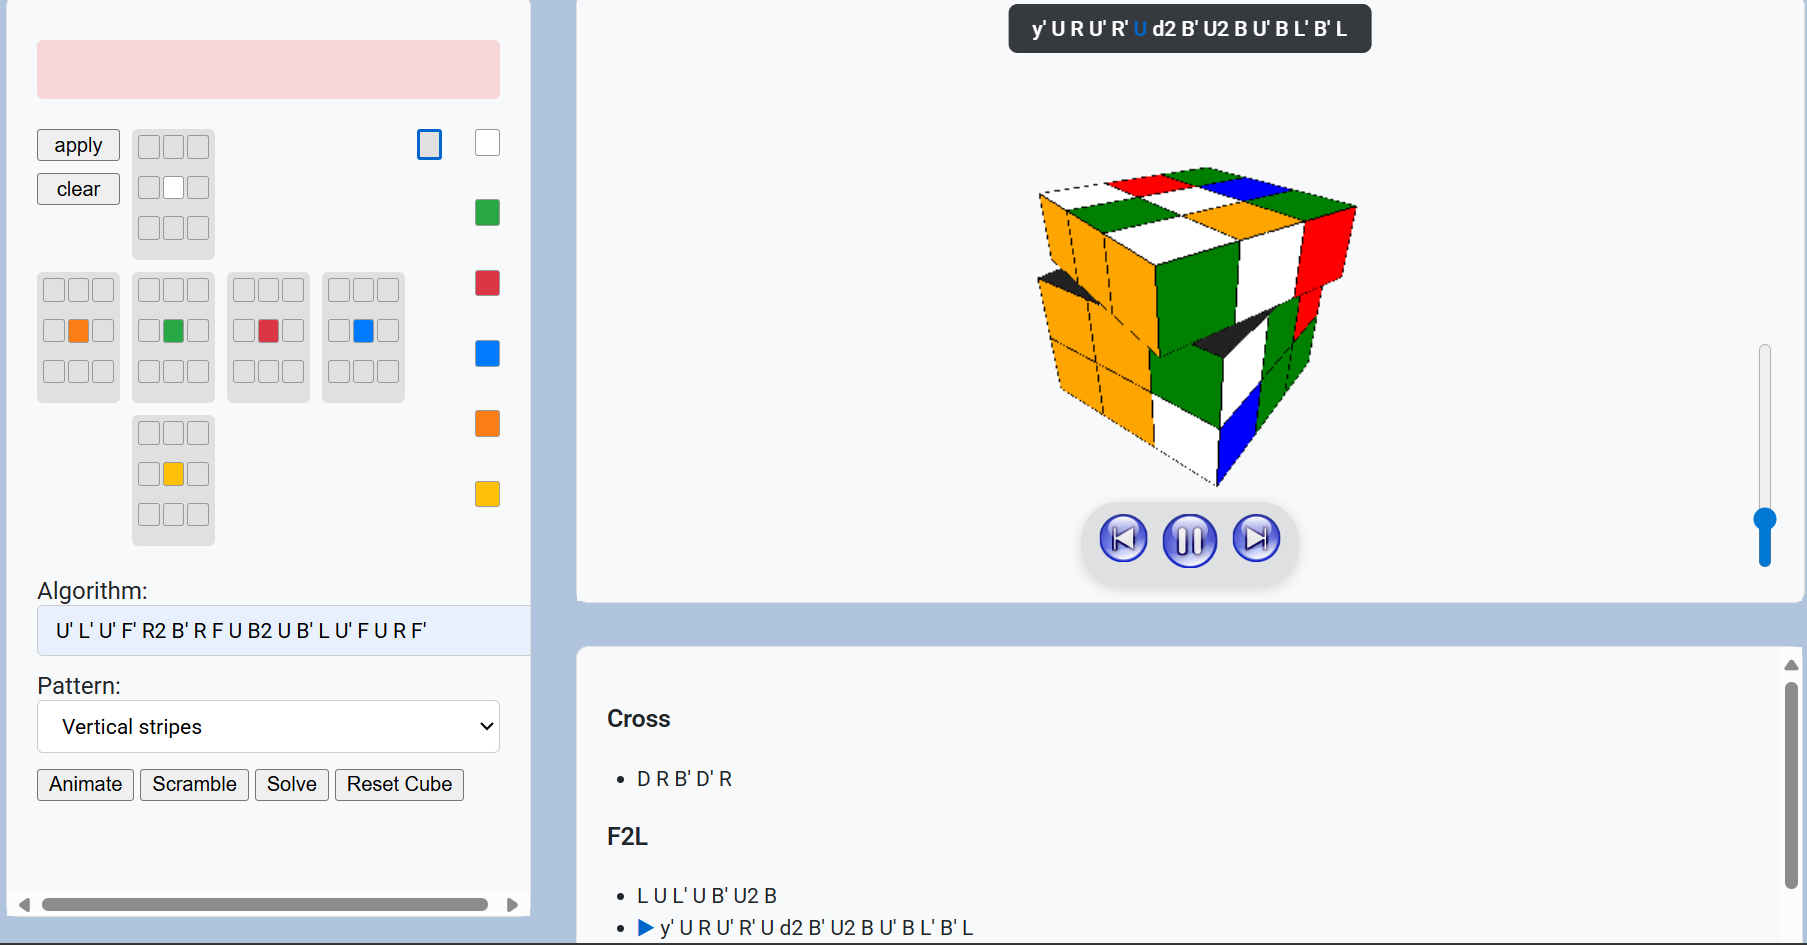 y' U R U' R' U d2 B' U2 B U' B L' B' L
apply
clear
Algorithm:
U' L' U' F' R2 B' R F U B2 U B' L U' F U R F'
Pattern:
Vertical stripes
Animate Scramble Solve Reset Cube
Cross
D R B' D' R
F2L
L U L' U B' U2 B
y' U R U' R' U d2 B' U2 B U' B L' B' L